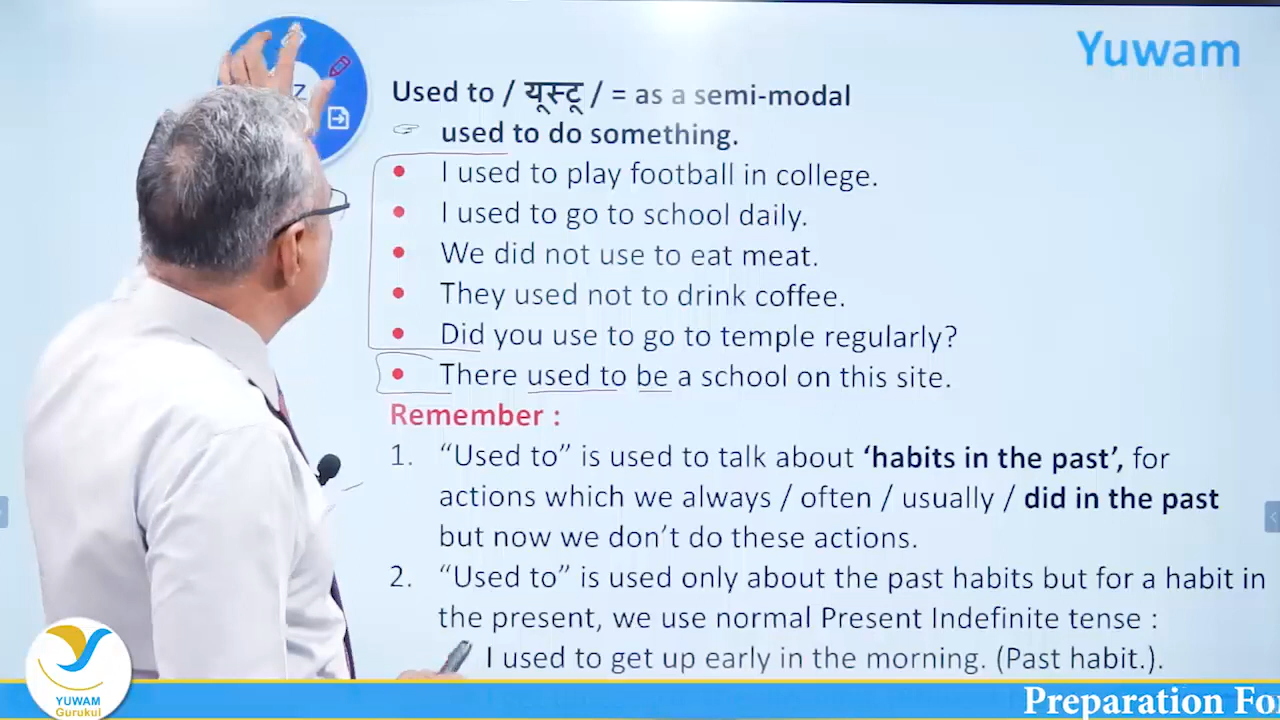 Yuwam
Used to / यूस्टू / = as a semi-modal
used to do something.
• I used to play football in college.
• I used to go to school daily.
• We did not use to eat meat.
• They used not to drink coffee.
• Did you use to go to temple regularly?
• There used to be a school on this site.
Remember :
1. “Used to” is used to talk about ‘habits in the past’, for
actions which we always / often / usually / did in the past
but now we don’t do these actions.
2. “Used to” is used only about the past habits but for a habit in
the present, we use normal Present Indefinite tense :
I used to get up early in the morning. (Past habit.).
YUWAM
Gurukul
Preparation For